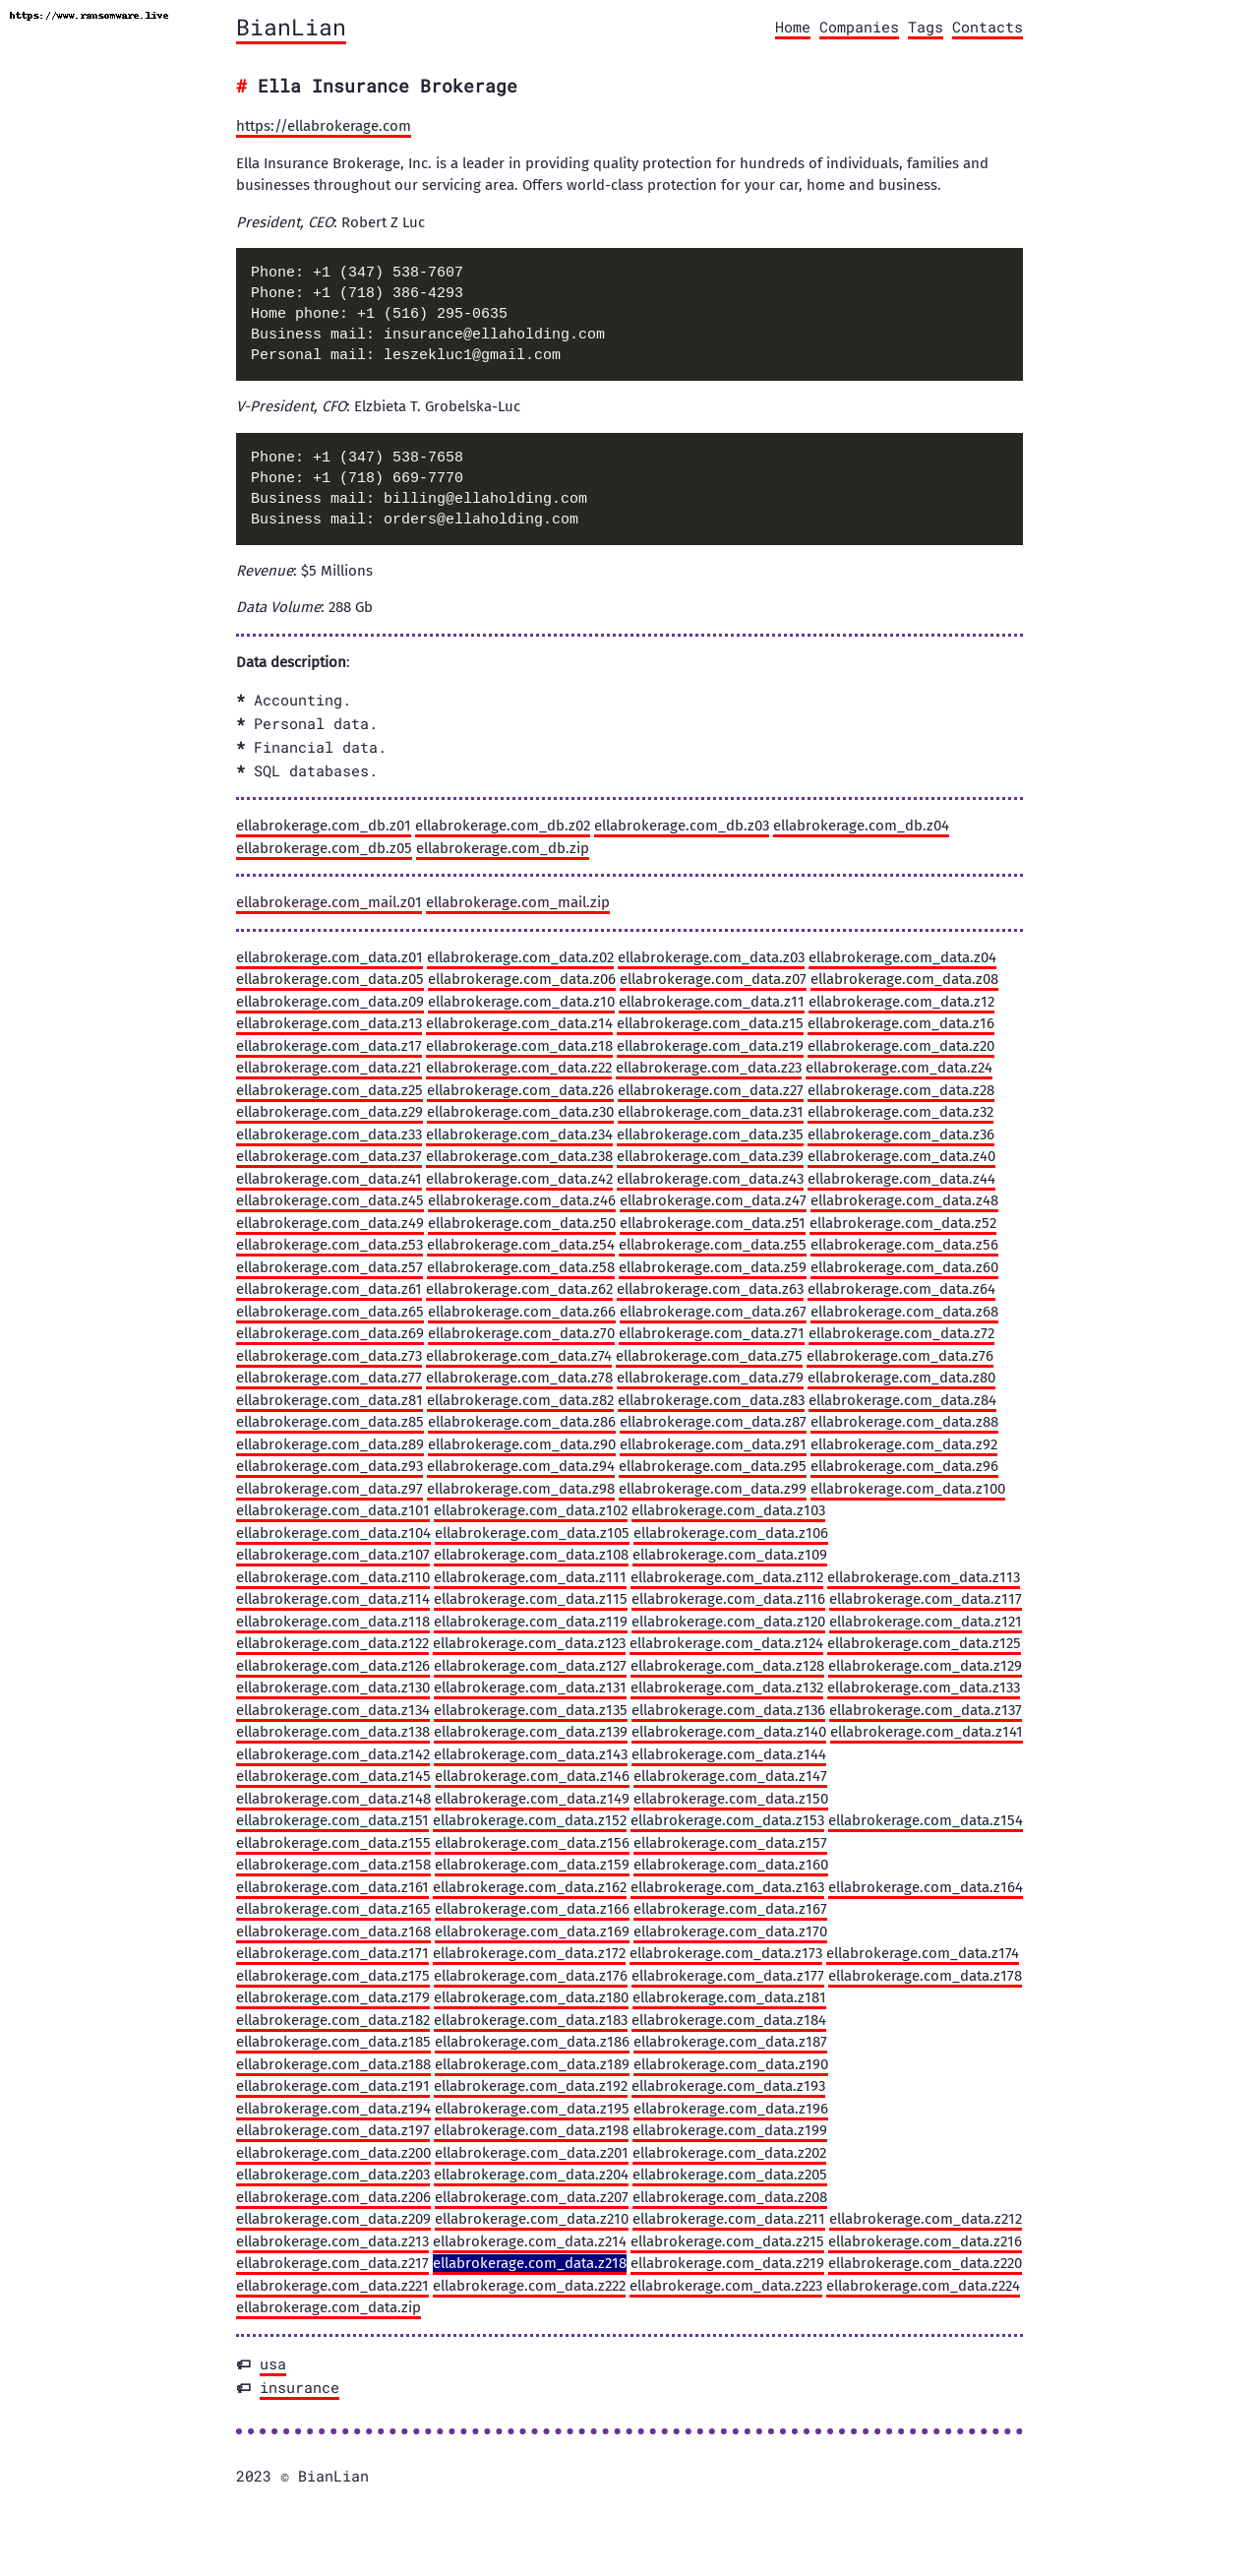 https://www.ransomware.live
BianLian
Home Companies Tags Contacts
# Ella Insurance Brokerage
https://ellabrokerage.com
Ella Insurance Brokerage, Inc. is a leader in providing quality protection for hundreds of individuals, families and
businesses throughout our servicing area. Offers world-class protection for your car, home and business.
President, CEO: Robert Z Luc
Phone: +1 (347) 538-7607
Phone: +1 (718) 386-4293
Home phone: +1 (516) 295-0635
Business mail: insurance@ellaholding.com
Personal mail: leszekluc1@gmail.com
V-President, CFO: Elzbieta T. Grobelska-Luc
Phone: +1 (347) 538-7658
Phone: +1 (718) 669-7770
Business mail: billing@ellaholding.com
Business mail: orders@ellaholding.com
Revenue: $5 Millions
Data Volume: 288 Gb
Data description:
* Accounting.
* Personal data.
* Financial data.
* SQL databases.
ellabrokerage.com_db.z01 ellabrokerage.com_db.z02 ellabrokerage.com_db.z03 ellabrokerage.com_db.z04
ellabrokerage.com_db.z05 ellabrokerage.com_db.zip
ellabrokerage.com_mail.z01 ellabrokerage.com_mail.zip
ellabrokerage.com_data.z01 ellabrokerage.com_data.z02 ellabrokerage.com_data.z03 ellabrokerage.com_data.z04
ellabrokerage.com_data.z05 ellabrokerage.com_data.z06 ellabrokerage.com_data.z07 ellabrokerage.com_data.z08
ellabrokerage.com_data.z09 ellabrokerage.com_data.z10 ellabrokerage.com_data.z11 ellabrokerage.com_data.z12
ellabrokerage.com_data.z13 ellabrokerage.com_data.z14 ellabrokerage.com_data.z15 ellabrokerage.com_data.z16
ellabrokerage.com_data.z17 ellabrokerage.com_data.z18 ellabrokerage.com_data.z19 ellabrokerage.com_data.z20
ellabrokerage.com_data.z21 ellabrokerage.com_data.z22 ellabrokerage.com_data.z23 ellabrokerage.com_data.z24
ellabrokerage.com_data.z25 ellabrokerage.com_data.z26 ellabrokerage.com_data.z27 ellabrokerage.com_data.z28
ellabrokerage.com_data.z29 ellabrokerage.com_data.z30 ellabrokerage.com_data.z31 ellabrokerage.com_data.z32
ellabrokerage.com_data.z33 ellabrokerage.com_data.z34 ellabrokerage.com_data.z35 ellabrokerage.com_data.z36
ellabrokerage.com_data.z37 ellabrokerage.com_data.z38 ellabrokerage.com_data.z39 ellabrokerage.com_data.z40
ellabrokerage.com_data.z41 ellabrokerage.com_data.z42 ellabrokerage.com_data.z43 ellabrokerage.com_data.z44
ellabrokerage.com_data.z45 ellabrokerage.com_data.z46 ellabrokerage.com_data.z47 ellabrokerage.com_data.z48
ellabrokerage.com_data.z49 ellabrokerage.com_data.z50 ellabrokerage.com_data.z51 ellabrokerage.com_data.z52
ellabrokerage.com_data.z53 ellabrokerage.com_data.z54 ellabrokerage.com_data.z55 ellabrokerage.com_data.z56
ellabrokerage.com_data.z57 ellabrokerage.com_data.z58 ellabrokerage.com_data.z59 ellabrokerage.com_data.z60
ellabrokerage.com_data.z61 ellabrokerage.com_data.z62 ellabrokerage.com_data.z63 ellabrokerage.com_data.z64
ellabrokerage.com_data.z65 ellabrokerage.com_data.z66 ellabrokerage.com_data.z67 ellabrokerage.com_data.z68
ellabrokerage.com_data.z69 ellabrokerage.com_data.z70 ellabrokerage.com_data.z71 ellabrokerage.com_data.z72
ellabrokerage.com_data.z73 ellabrokerage.com_data.z74 ellabrokerage.com_data.z75 ellabrokerage.com_data.z76
ellabrokerage.com_data.z77 ellabrokerage.com_data.z78 ellabrokerage.com_data.z79 ellabrokerage.com_data.z80
ellabrokerage.com_data.z81 ellabrokerage.com_data.z82 ellabrokerage.com_data.z83 ellabrokerage.com_data.z84
ellabrokerage.com_data.z85 ellabrokerage.com_data.z86 ellabrokerage.com_data.z87 ellabrokerage.com_data.z88
ellabrokerage.com_data.z89 ellabrokerage.com_data.z90 ellabrokerage.com_data.z91 ellabrokerage.com_data.z92
ellabrokerage.com_data.z93 ellabrokerage.com_data.z94 ellabrokerage.com_data.z95 ellabrokerage.com_data.z96
ellabrokerage.com_data.z97 ellabrokerage.com_data.z98 ellabrokerage.com_data.z99 ellabrokerage.com_data.z100
ellabrokerage.com_data.z101 ellabrokerage.com_data.z102 ellabrokerage.com_data.z103
ellabrokerage.com_data.z104 ellabrokerage.com_data.z105 ellabrokerage.com_data.z106
ellabrokerage.com_data.z107 ellabrokerage.com_data.z108 ellabrokerage.com_data.z109
ellabrokerage.com_data.z110 ellabrokerage.com_data.z111 ellabrokerage.com_data.z112 ellabrokerage.com_data.z113
ellabrokerage.com_data.z114 ellabrokerage.com_data.z115 ellabrokerage.com_data.z116 ellabrokerage.com_data.z117
ellabrokerage.com_data.z118 ellabrokerage.com_data.z119 ellabrokerage.com_data.z120 ellabrokerage.com_data.z121
ellabrokerage.com_data.z122 ellabrokerage.com_data.z123 ellabrokerage.com_data.z124 ellabrokerage.com_data.z125
ellabrokerage.com_data.z126 ellabrokerage.com_data.z127 ellabrokerage.com_data.z128 ellabrokerage.com_data.z129
ellabrokerage.com_data.z130 ellabrokerage.com_data.z131 ellabrokerage.com_data.z132 ellabrokerage.com_data.z133
ellabrokerage.com_data.z134 ellabrokerage.com_data.z135 ellabrokerage.com_data.z136 ellabrokerage.com_data.z137
ellabrokerage.com_data.z138 ellabrokerage.com_data.z139 ellabrokerage.com_data.z140 ellabrokerage.com_data.z141
ellabrokerage.com_data.z142 ellabrokerage.com_data.z143 ellabrokerage.com_data.z144
ellabrokerage.com_data.z145 ellabrokerage.com_data.z146 ellabrokerage.com_data.z147
ellabrokerage.com_data.z148 ellabrokerage.com_data.z149 ellabrokerage.com_data.z150
ellabrokerage.com_data.z151 ellabrokerage.com_data.z152 ellabrokerage.com_data.z153 ellabrokerage.com_data.z154
ellabrokerage.com_data.z155 ellabrokerage.com_data.z156 ellabrokerage.com_data.z157
ellabrokerage.com_data.z158 ellabrokerage.com_data.z159 ellabrokerage.com_data.z160
ellabrokerage.com_data.z161 ellabrokerage.com_data.z162 ellabrokerage.com_data.z163 ellabrokerage.com_data.z164
ellabrokerage.com_data.z165 ellabrokerage.com_data.z166 ellabrokerage.com_data.z167
ellabrokerage.com_data.z168 ellabrokerage.com_data.z169 ellabrokerage.com_data.z170
ellabrokerage.com_data.z171 ellabrokerage.com_data.z172 ellabrokerage.com_data.z173 ellabrokerage.com_data.z174
ellabrokerage.com_data.z175 ellabrokerage.com_data.z176 ellabrokerage.com_data.z177 ellabrokerage.com_data.z178
ellabrokerage.com_data.z179 ellabrokerage.com_data.z180 ellabrokerage.com_data.z181
ellabrokerage.com_data.z182 ellabrokerage.com_data.z183 ellabrokerage.com_data.z184
ellabrokerage.com_data.z185 ellabrokerage.com_data.z186 ellabrokerage.com_data.z187
ellabrokerage.com_data.z188 ellabrokerage.com_data.z189 ellabrokerage.com_data.z190
ellabrokerage.com_data.z191 ellabrokerage.com_data.z192 ellabrokerage.com_data.z193
ellabrokerage.com_data.z194 ellabrokerage.com_data.z195 ellabrokerage.com_data.z196
ellabrokerage.com_data.z197 ellabrokerage.com_data.z198 ellabrokerage.com_data.z199
ellabrokerage.com_data.z200 ellabrokerage.com_data.z201 ellabrokerage.com_data.z202
ellabrokerage.com_data.z203 ellabrokerage.com_data.z204 ellabrokerage.com_data.z205
ellabrokerage.com_data.z206 ellabrokerage.com_data.z207 ellabrokerage.com_data.z208
ellabrokerage.com_data.z209 ellabrokerage.com_data.z210 ellabrokerage.com_data.z211 ellabrokerage.com_data.z212
ellabrokerage.com_data.z213 ellabrokerage.com_data.z214 ellabrokerage.com_data.z215 ellabrokerage.com_data.z216
ellabrokerage.com_data.z217 ellabrokerage.com_data.z218 ellabrokerage.com_data.z219 ellabrokerage.com_data.z220
ellabrokerage.com_data.z221 ellabrokerage.com_data.z222 ellabrokerage.com_data.z223 ellabrokerage.com_data.z224
ellabrokerage.com_data.zip
usa
insurance
2023 © BianLian